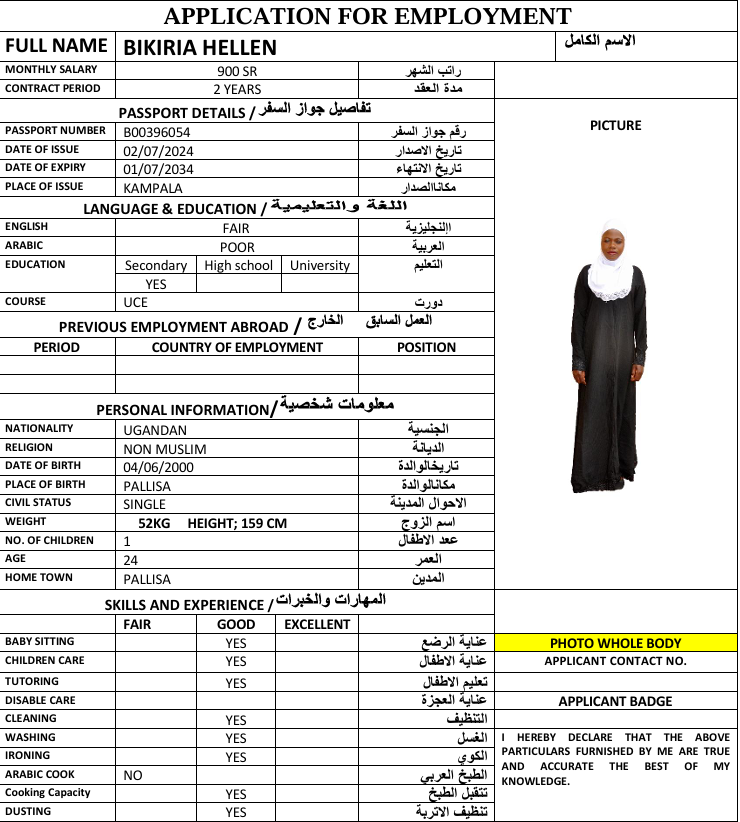 APPLICATION FOR EMPLOYMENT
FULL NAME BIKIRIA HELLEN الاسم الكامل
MONTHLY SALARY 900 SR راتب الشهر
CONTRACT PERIOD 2 YEARS مدة العقد
PASSPORT DETAILS / تفاصيل جواز السفر
PICTURE
PASSPORT NUMBER B00396054 رقم جواز السفر
DATE OF ISSUE 02/07/2024 تاريخ الاصدار
DATE OF EXPIRY 01/07/2034 تاريخ الانتهاء
PLACE OF ISSUE KAMPALA مكاناالصدار
LANGUAGE & EDUCATION / اللغة والتعليمية
ENGLISH FAIR اإلنجليزية
ARABIC POOR العربية
EDUCATION Secondary High school University التعليم
YES
COURSE UCE دورت
PREVIOUS EMPLOYMENT ABROAD / العمل السابق الخارج
PERIOD COUNTRY OF EMPLOYMENT POSITION
PERSONAL INFORMATION/ معلومات شخصية
NATIONALITY UGANDAN الجنسية
RELIGION NON MUSLIM الديانة
DATE OF BIRTH 04/06/2000 تاريخالوالدة
PLACE OF BIRTH PALLISA مكانالوالدة
CIVIL STATUS SINGLE الاحوال المدينة
WEIGHT 52KG HEIGHT; 159 CM اسم الزوج
NO. OF CHILDREN 1 عدد الاطفال
AGE 24 العمر
HOME TOWN PALLISA المدين
SKILLS AND EXPERIENCE / المهارات والخبرات
FAIR GOOD EXCELLENT
BABY SITTING YES عناية الرضع
PHOTO WHOLE BODY
CHILDREN CARE YES عناية الاطفال
APPLICANT CONTACT NO.
TUTORING YES تعليم الاطفال
DISABLE CARE عناية العجزة
APPLICANT BADGE
CLEANING YES التنظيف
WASHING YES الغسل
IRONING YES الكوي
ARABIC COOK NO الطبخ العربي
Cooking Capacity YES تتقبل الطبخ
DUSTING YES تنظيف الاتربة
I HEREBY DECLARE THAT THE ABOVE
PARTICULARS FURNISHED BY ME ARE TRUE
AND ACCURATE THE BEST OF MY
KNOWLEDGE.